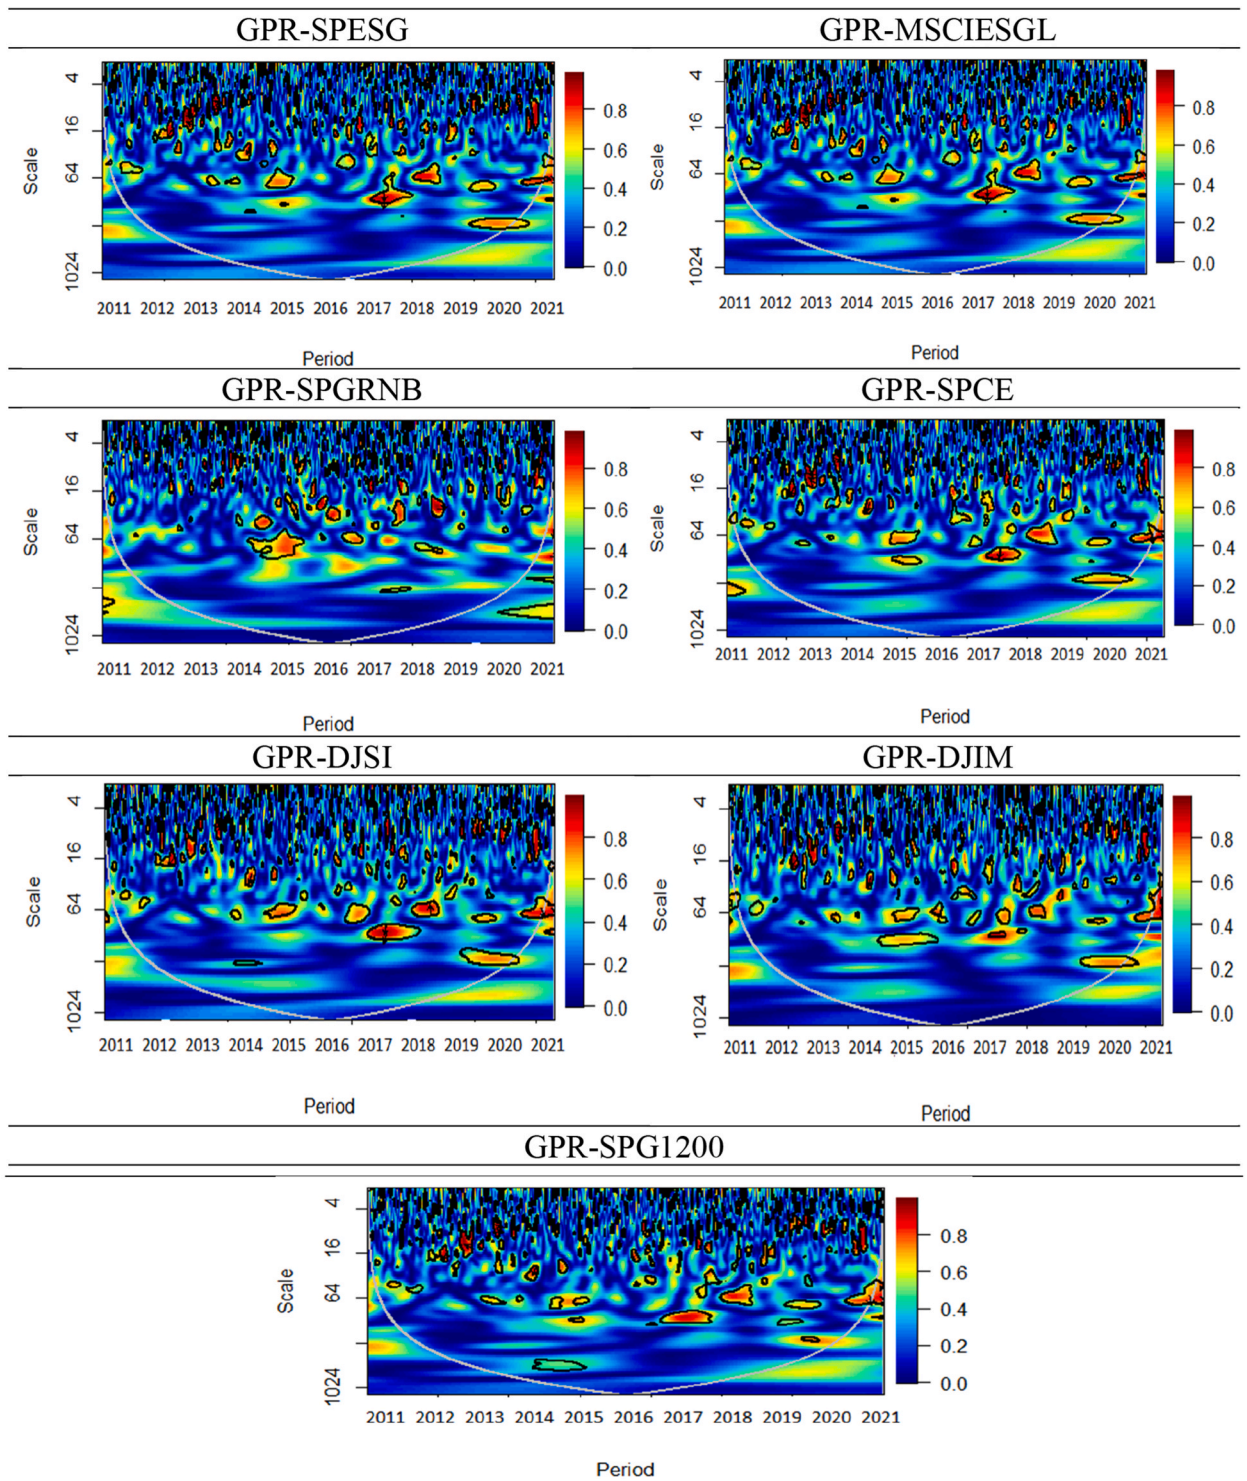 GPR-SPESG GPR-MSCIESGL
Scale 4 16 64 1024 0.8 0.6 0.4 0.2 0.0
2011 2012 2013 2014 2015 2016 2017 2018 2019 2020 2021
Period
Scale 4 16 64 1024 0.8 0.6 0.4 0.2 0.0
2011 2012 2013 2014 2015 2016 2017 2018 2019 2020 2021
Period
GPR-SPGRNB GPR-SPCE
Scale 4 16 64 1024 0.8 0.6 0.4 0.2 0.0
2011 2012 2013 2014 2015 2016 2017 2018 2019 2020 2021
Period
Scale 4 16 64 1024 0.8 0.6 0.4 0.2 0.0
2011 2012 2013 2014 2015 2016 2017 2018 2019 2020 2021
Period
GPR-DJSI GPR-DJIM
Scale 4 16 64 1024 0.8 0.6 0.4 0.2 0.0
2011 2012 2013 2014 2015 2016 2017 2018 2019 2020 2021
Period
Scale 4 16 64 1024 0.8 0.6 0.4 0.2 0.0
2011 2012 2013 2014 2015 2016 2017 2018 2019 2020 2021
Period
GPR-SPG1200
Scale 4 16 64 1024 0.8 0.6 0.4 0.2 0.0
2011 2012 2013 2014 2015 2016 2017 2018 2019 2020 2021
Period